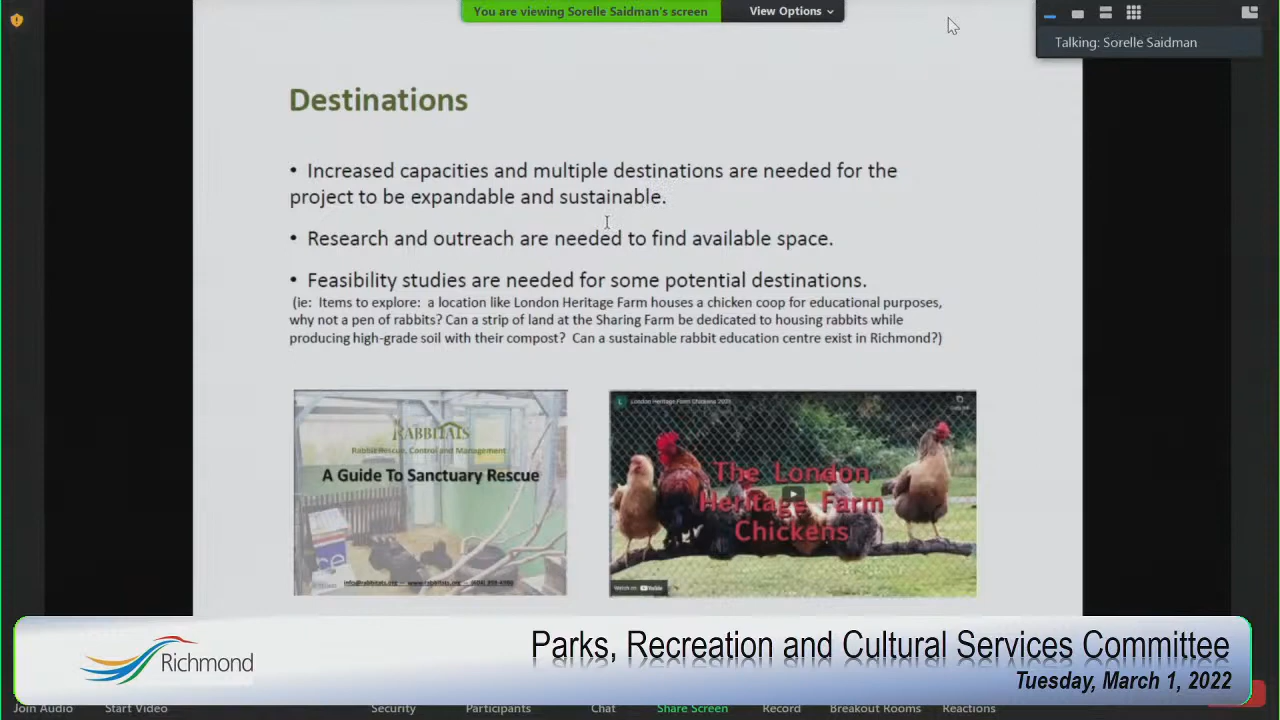 You are viewing Sorelle Saidman's screen
View Options
Talking: Sorelle Saidman
Destinations
• Increased capacities and multiple destinations are needed for the
project to be expandable and sustainable.
• Research and outreach are needed to find available space.
• Feasibility studies are needed for some potential destinations.
(ie: Items to explore: a location like London Heritage Farm houses a chicken coop for educational purposes,
why not a pen of rabbits? Can a strip of land at the Sharing Farm be dedicated to housing rabbits while
producing high-grade soil with their compost? Can a sustainable rabbit education centre exist in Richmond?)
RABBITATS
Rabbit Rescue, Control and Management
A Guide To Sanctuary Rescue
info@rabbitats.org — www.rabbitats.org
L
London Heritage Farm Chickens 2021
The London
Heritage Farm
Chickens
Watch on YouTube
Richmond
Parks, Recreation and Cultural Services Committee
Tuesday, March 1, 2022
Join Audio
Start Video
Security
Participants
Chat
Share Screen
Record
Breakout Rooms
Reactions